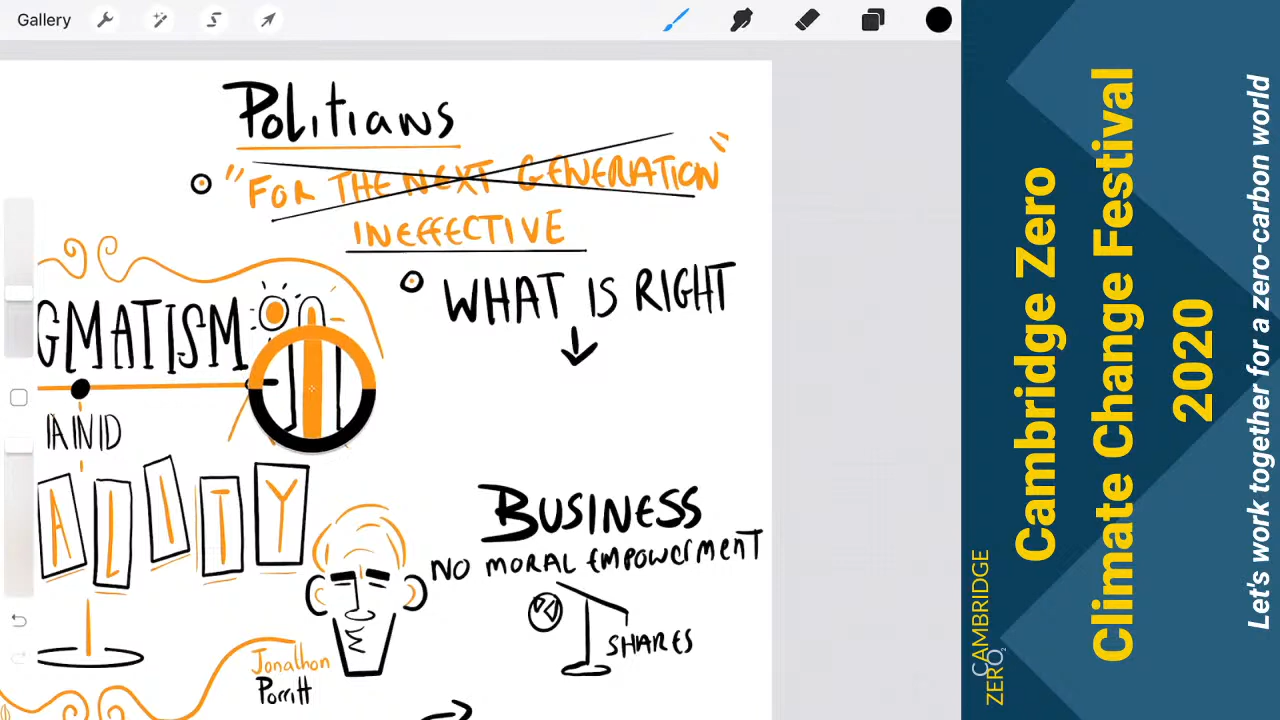 Gallery
Politians
"FOR THE NEXT GENERATION"
INEFFECTIVE
WHAT IS RIGHT
GMATISM
AND
ALITY
BUSINESS
NO MORAL EMPOWERMENT
SHARES
Jonathon
Porritt
CAMBRIDGE
ZERO₂
Cambridge Zero
Climate Change Festival
2020
Let's work together for a zero-carbon world